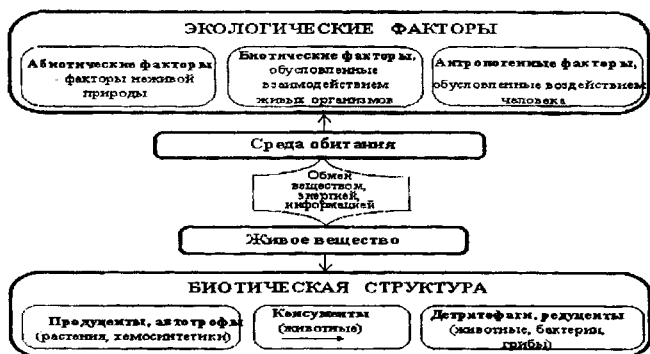 ЭКОЛОГИЧЕСКИЕ ФАКТОРЫ
Абиотические факторы
- факторы неживой
природы
Биотические факторы,
обусловленные
взаимодействием
живых организмов
Антропогенные факторы,
обусловленные воздействием
человека
Среда обитания
Обмен
веществом,
энергией,
информацией
Живое вещество
БИОТИЧЕСКАЯ СТРУКТУРА
Продуценты, автотрофы
(растения, хемосинтетики)
Консументы
(животные)
Детритофаги, редуценты
(животные, бактерии,
грибы)